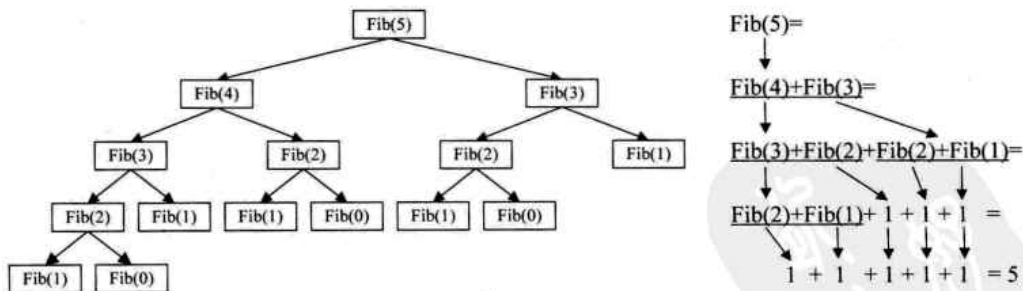 Fib(5)
Fib(4) Fib(3)
Fib(3) Fib(2) Fib(2) Fib(1)
Fib(2) Fib(1) Fib(1) Fib(0) Fib(1) Fib(0)
Fib(1) Fib(0)
Fib(5)=
Fib(4)+Fib(3)=
Fib(3)+Fib(2)+Fib(2)+Fib(1)=
Fib(2)+Fib(1)+1+1+1 =
1 + 1 +1+1+1 =5